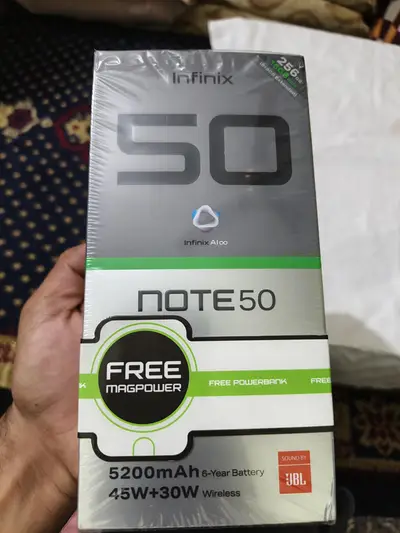 Infinix
256GB
50
Infinix AI∞
NOTE50
FREE
MAGPOWER
FREE POWERBANK
FREE
5200mAh 6-Year Battery
45W+30W Wireless
SOUND BY
JBL